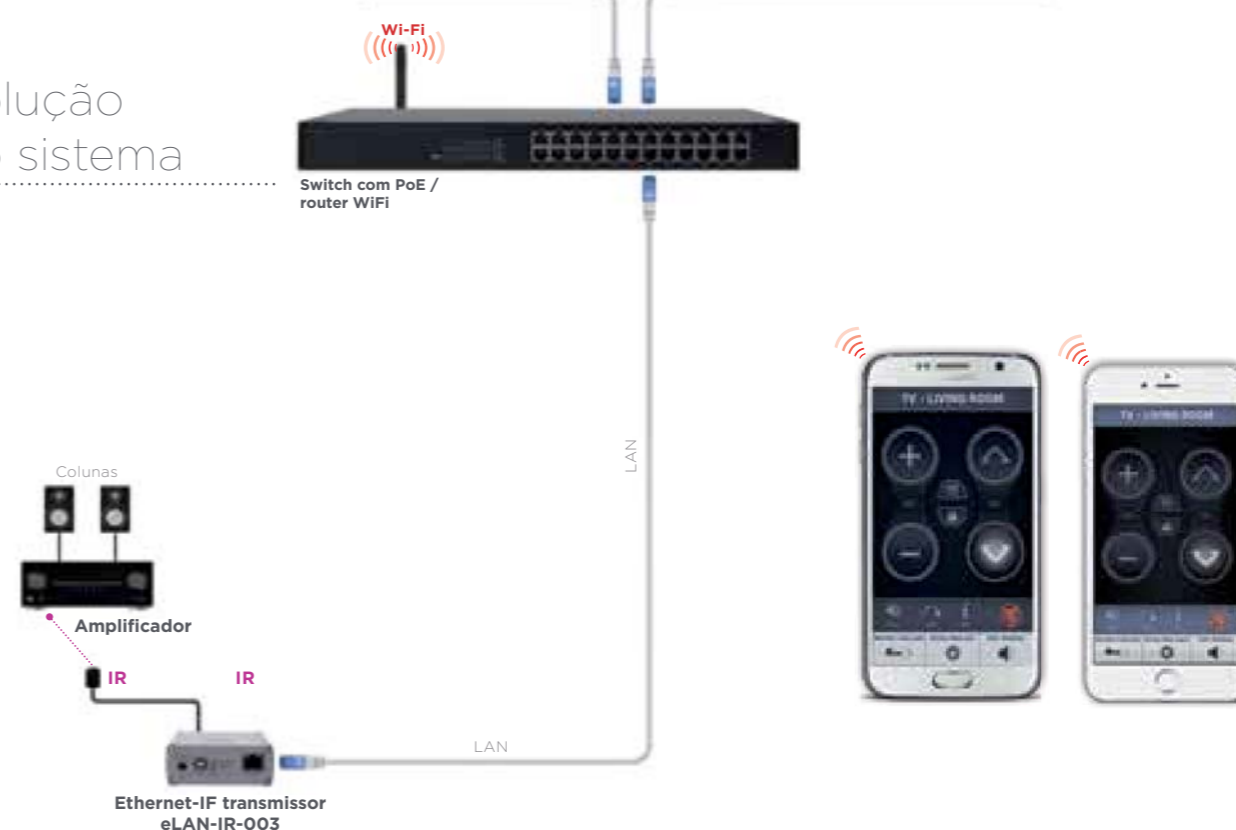 Wi-Fi
olução
o sistema
Switch com PoE /
router WiFi
LAN
TV - LIVING ROOM
TV - LIVING ROOM
Colunas
Amplificador
IR
IR
LAN
Ethernet-IF transmissor
eLAN-IR-003